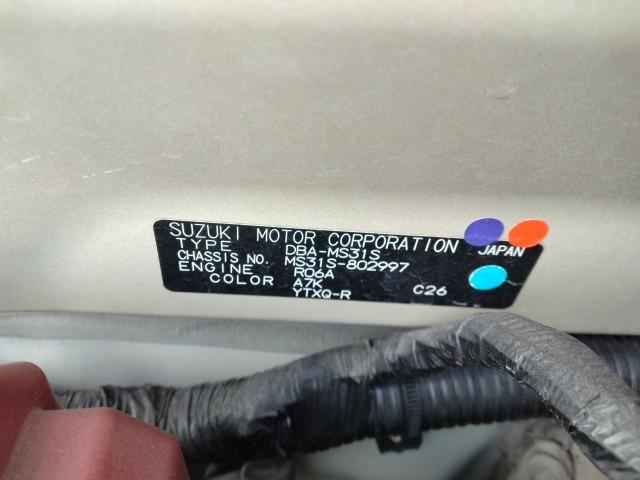 SUZUKI MOTOR CORPORATION JAPAN
TYPE DBA-MS31S
CHASSIS NO. MS31S-802997
ENGINE R06A
COLOR A7K C26
YTXQ-R